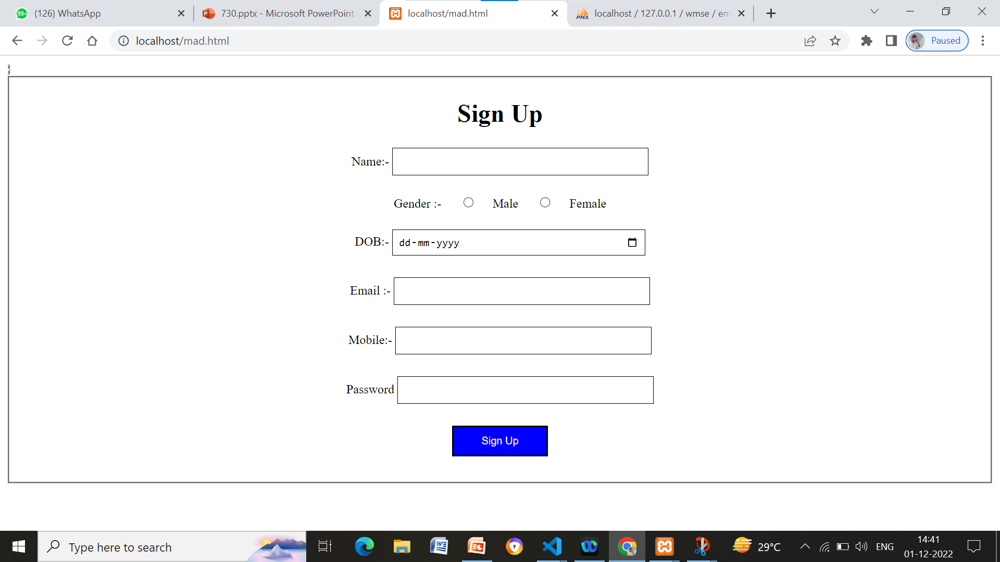 99+ (126) WhatsApp
730.pptx - Microsoft PowerPoint
localhost/mad.html
PMA localhost / 127.0.0.1 / wmse / em
localhost/mad.html
Paused
}
Sign Up
Name:-
Gender :- Male Female
DOB:- dd-mm-yyyy
Email :-
Mobile:-
Password
Sign Up
Type here to search
29°C
ENG
14:41
01-12-2022